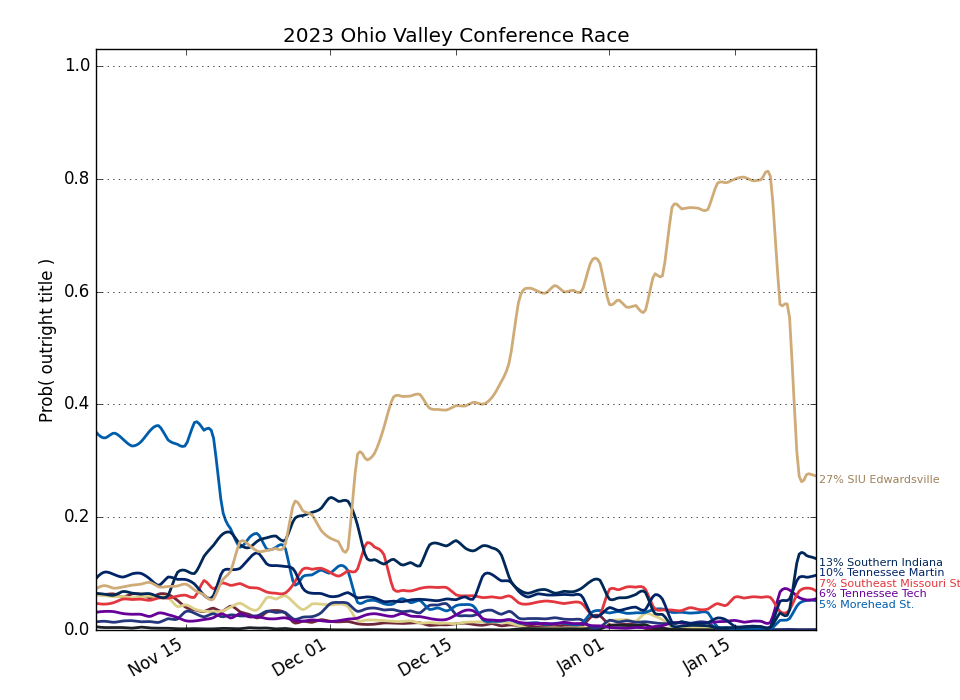 2023 Ohio Valley Conference Race
Prob( outright title )
1.0
0.8
0.6
0.4
0.2
0.0
Nov 15
Dec 01
Dec 15
Jan 01
Jan 15
27% SIU Edwardsville
13% Southern Indiana
10% Tennessee Martin
7% Southeast Missouri St
6% Tennessee Tech
5% Morehead St.